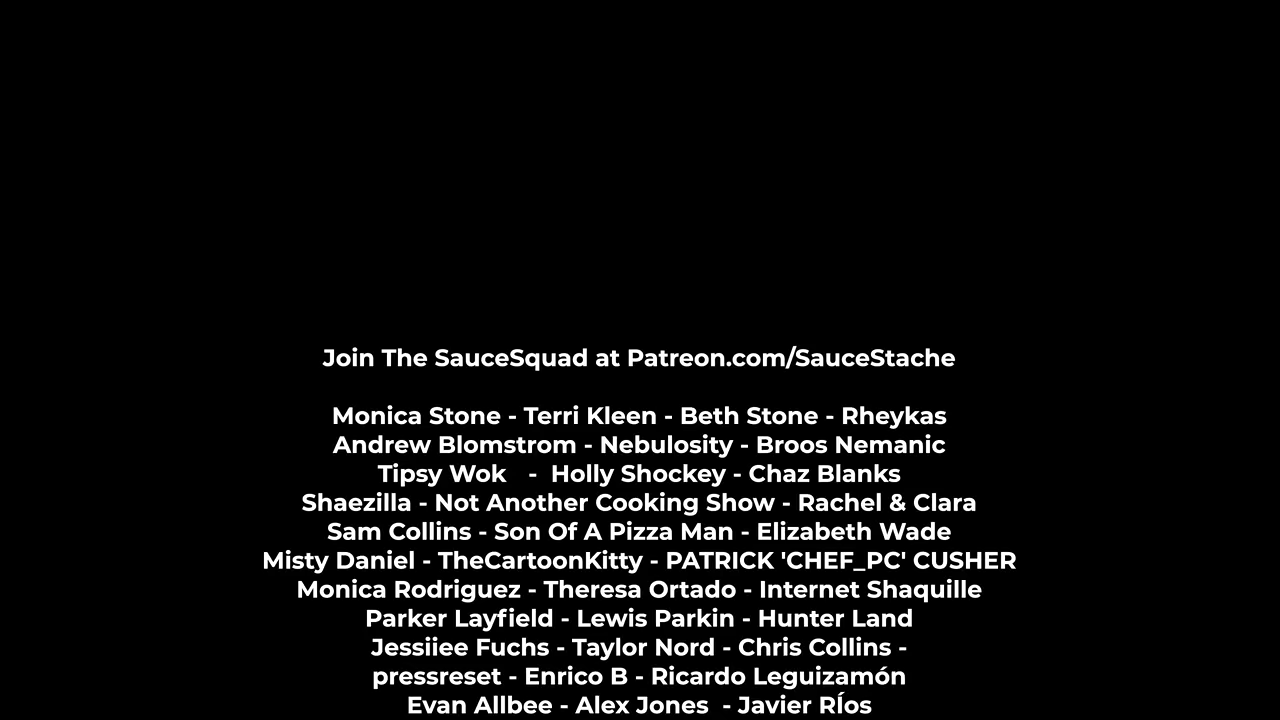 Join The SauceSquad at Patreon.com/SauceStache
Monica Stone - Terri Kleen - Beth Stone - Rheykas
Andrew Blomstrom - Nebulosity - Broos Nemanic
Tipsy Wok - Holly Shockey - Chaz Blanks
Shaezilla - Not Another Cooking Show - Rachel & Clara
Sam Collins - Son Of A Pizza Man - Elizabeth Wade
Misty Daniel - TheCartoonKitty - PATRICK 'CHEF_PC' CUSHER
Monica Rodriguez - Theresa Ortado - Internet Shaquille
Parker Layfield - Lewis Parkin - Hunter Land
Jessiiee Fuchs - Taylor Nord - Chris Collins -
pressreset - Enrico B - Ricardo Leguizamón
Evan Allbee - Alex Jones - Javier RÍos